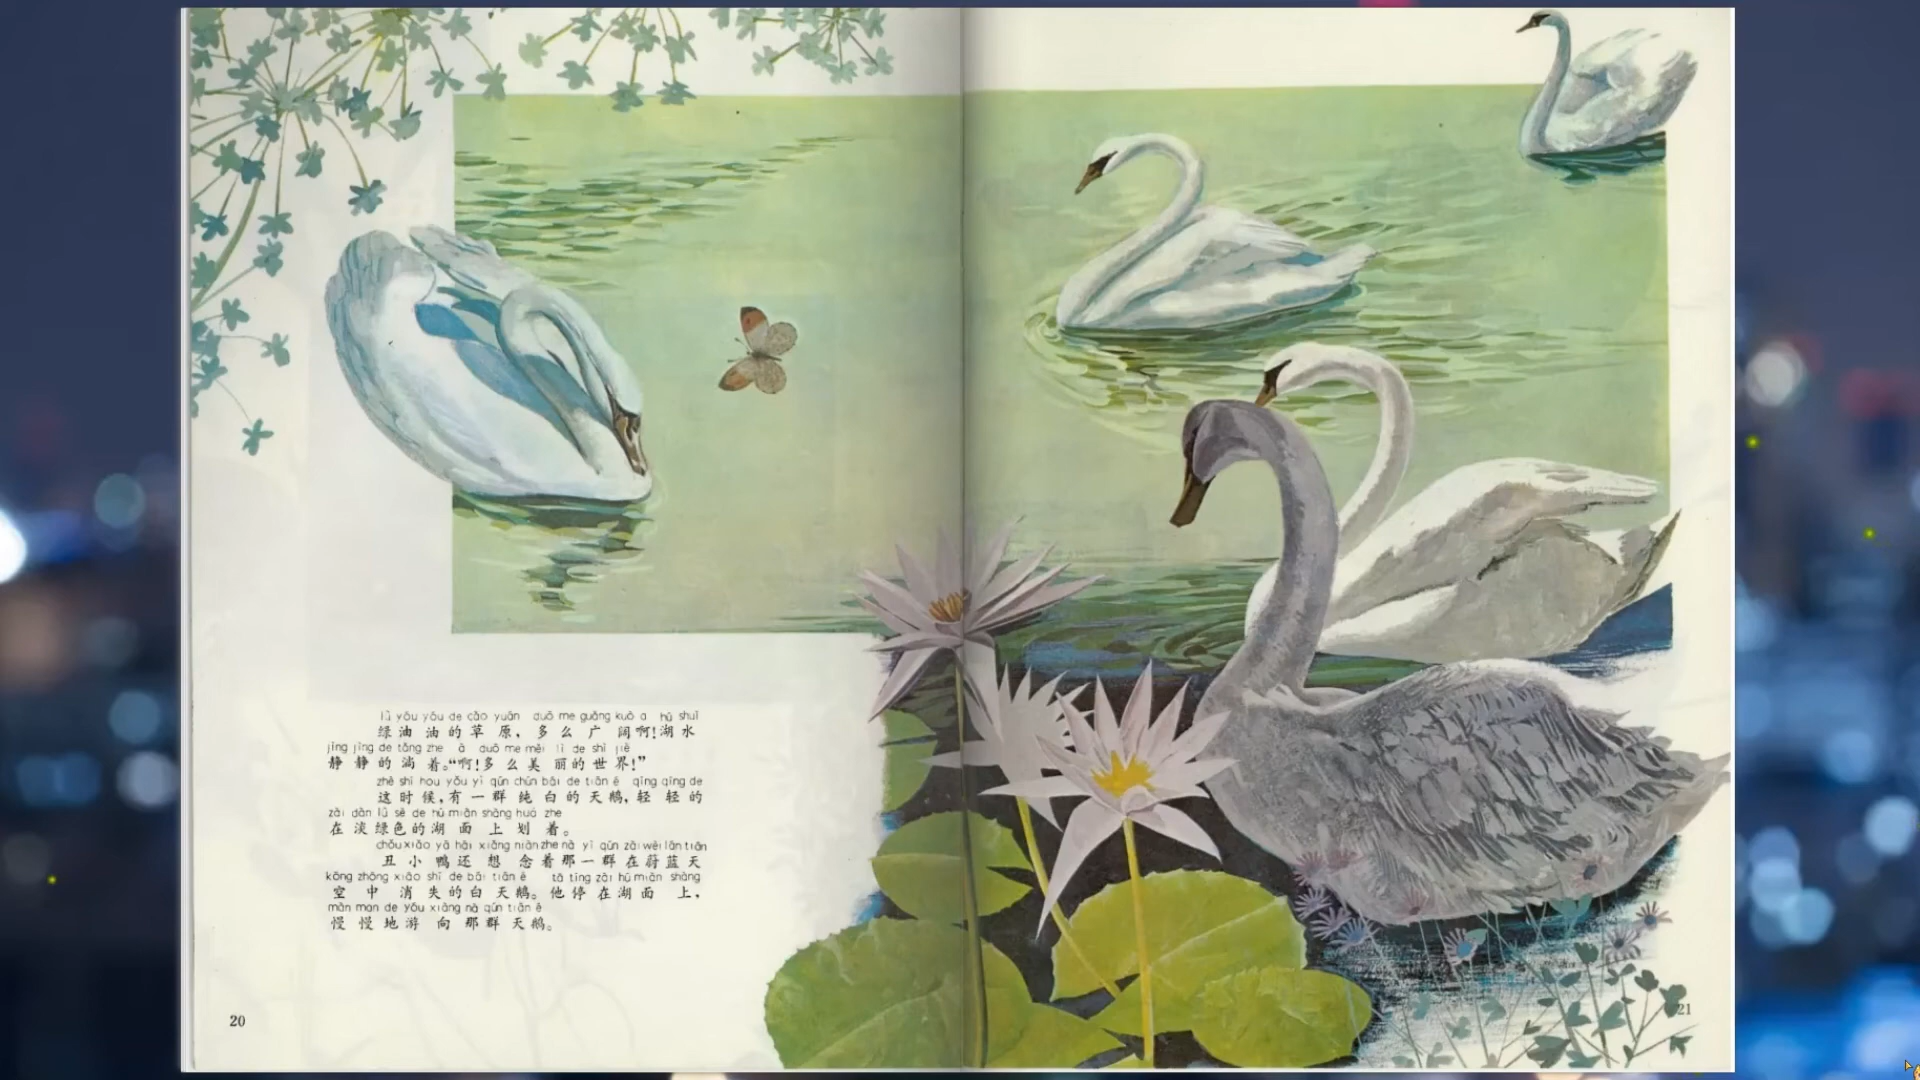 lǜ yóu yóu de cǎo yuán duō me guǎng kuò a hú shuǐ
绿油油的草原，多么广阔啊!湖水
jìng jìng de tǎng zhe ā duō me měi lì de shì jiè
静静的淌着。“啊!多么美丽的世界!”
zhè shí hou yǒu yì qún chún bái de tiān é qīng qīng de
这时候，有一群纯白的天鹅，轻轻的
zài dàn lǜ sè de hú miàn shàng huá zhe
在淡绿色的湖面上划着。
chǒu xiǎo yā hái xiǎng niàn zhe nà yì qún zài wèi lán tiān
丑小鸭还想念着那一群在蔚蓝天
kōng zhōng xiāo shī de bái tiān é tā tíng zài hú miàn shàng
空中消失的白天鹅。他停在湖面上，
màn màn de yóu xiàng nà qún tiān é
慢慢地游向那群天鹅。
20
21